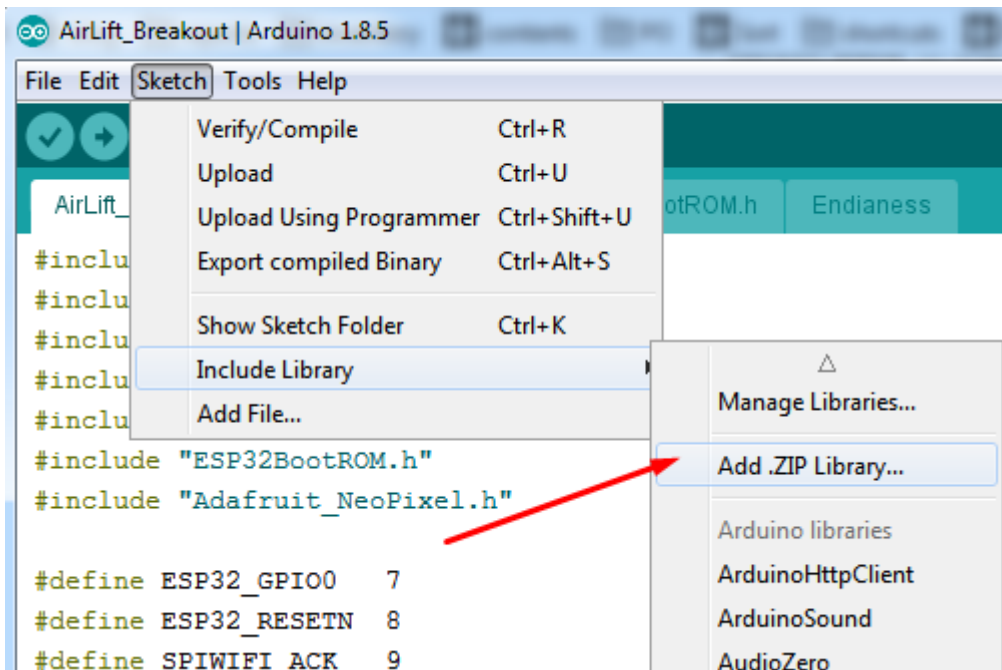 AirLift_Breakout | Arduino 1.8.5
File Edit Sketch Tools Help
Verify/Compile Ctrl+R
Upload Ctrl+U
Upload Using Programmer Ctrl+Shift+U
Export compiled Binary Ctrl+Alt+S
Show Sketch Folder Ctrl+K
Include Library
Add File...
AirLift_
otROM.h
Endianess
#inclu
#inclu
#inclu
#inclu
#inclu
#include "ESP32BootROM.h"
#include "Adafruit_NeoPixel.h"
#define ESP32_GPIO0 7
#define ESP32_RESETN 8
#define SPIWIFI_ACK 9
Manage Libraries...
Add .ZIP Library...
Arduino libraries
ArduinoHttpClient
ArduinoSound
AudioZero